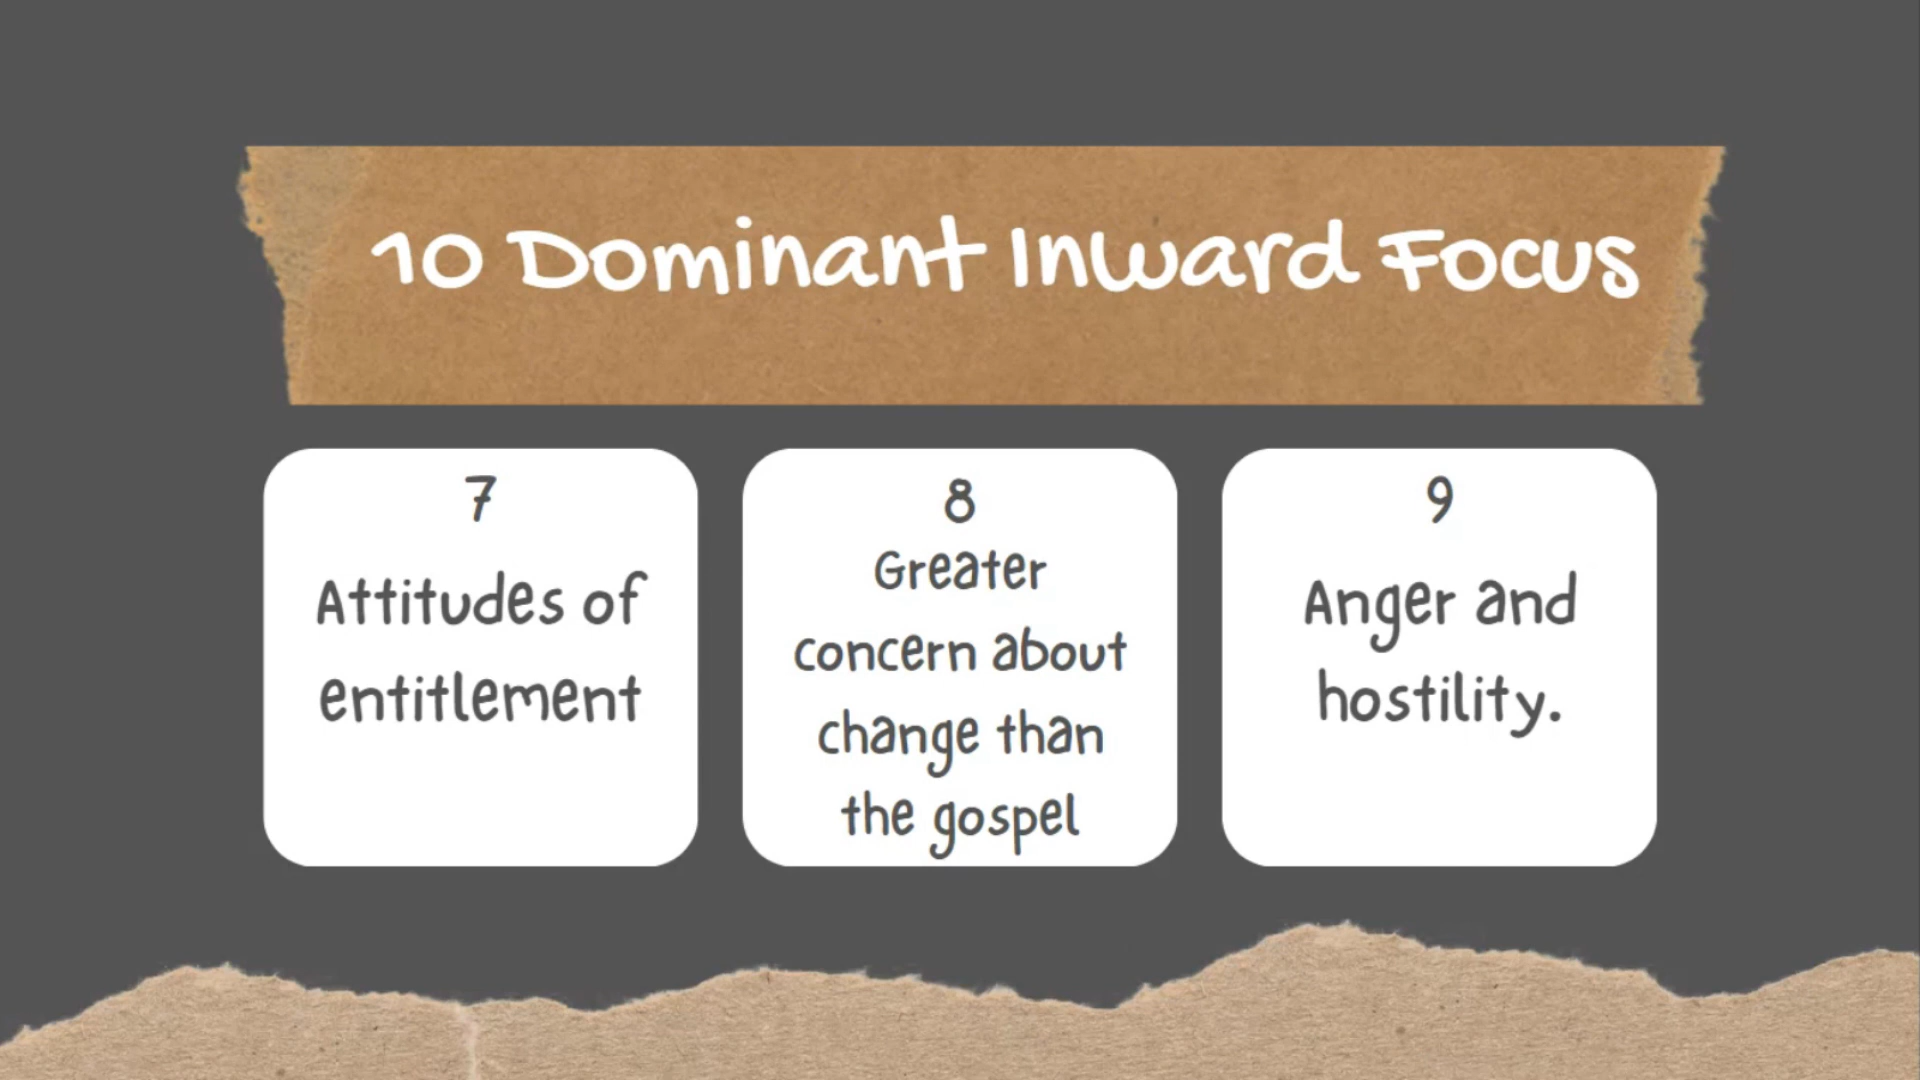 10 Dominant Inward Focus
7
Attitudes of
entitlement
8
Greater
concern about
change than
the gospel
9
Anger and
hostility.